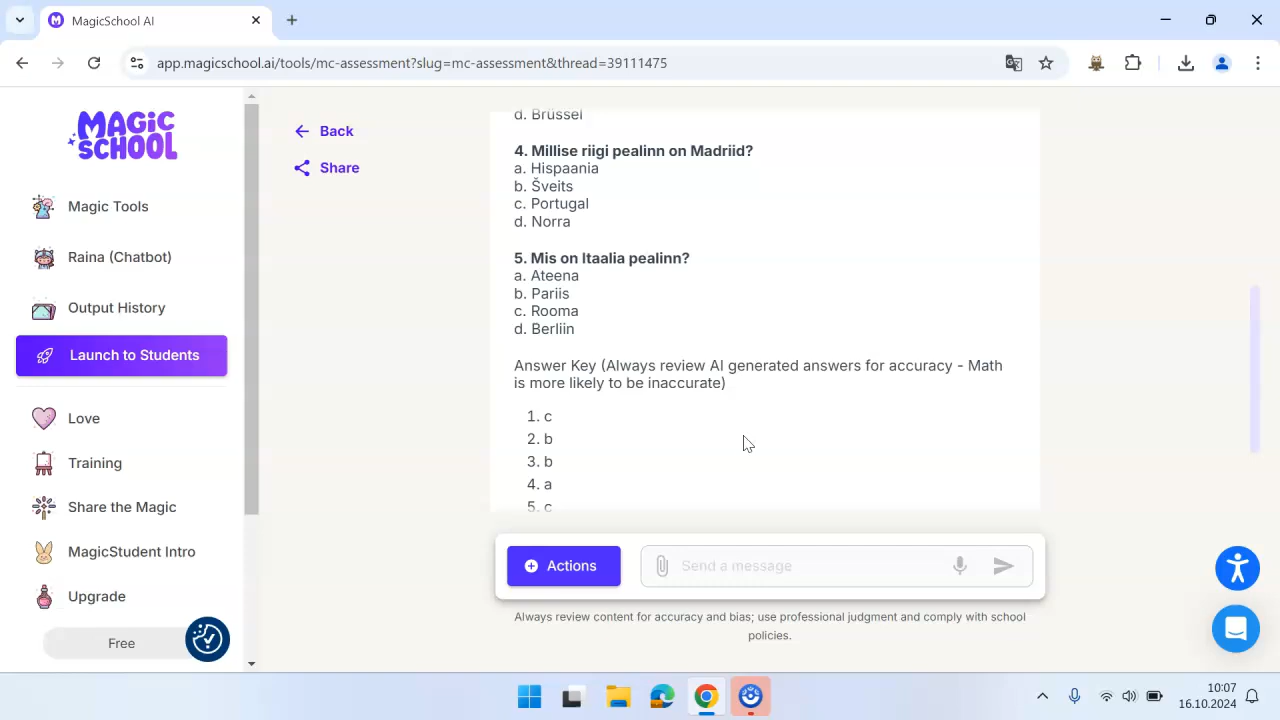 MagicSchool AI
app.magicschool.ai/tools/mc-assessment?slug=mc-assessment&thread=39111475
MAGIC
SCHOOL
Magic Tools
Raina (Chatbot)
Output History
Launch to Students
Love
Training
Share the Magic
MagicStudent Intro
Upgrade
Free
Back
Share
d. Brüssel
4. Millise riigi pealinn on Madriid?
a. Hispaania
b. Šveits
c. Portugal
d. Norra
5. Mis on Itaalia pealinn?
a. Ateena
b. Pariis
c. Rooma
d. Berliin
Answer Key (Always review AI generated answers for accuracy - Math
is more likely to be inaccurate)
1. c
2. b
3. b
4. a
5. c
Actions
Send a message
Always review content for accuracy and bias; use professional judgment and comply with school
policies.
10:07
16.10.2024